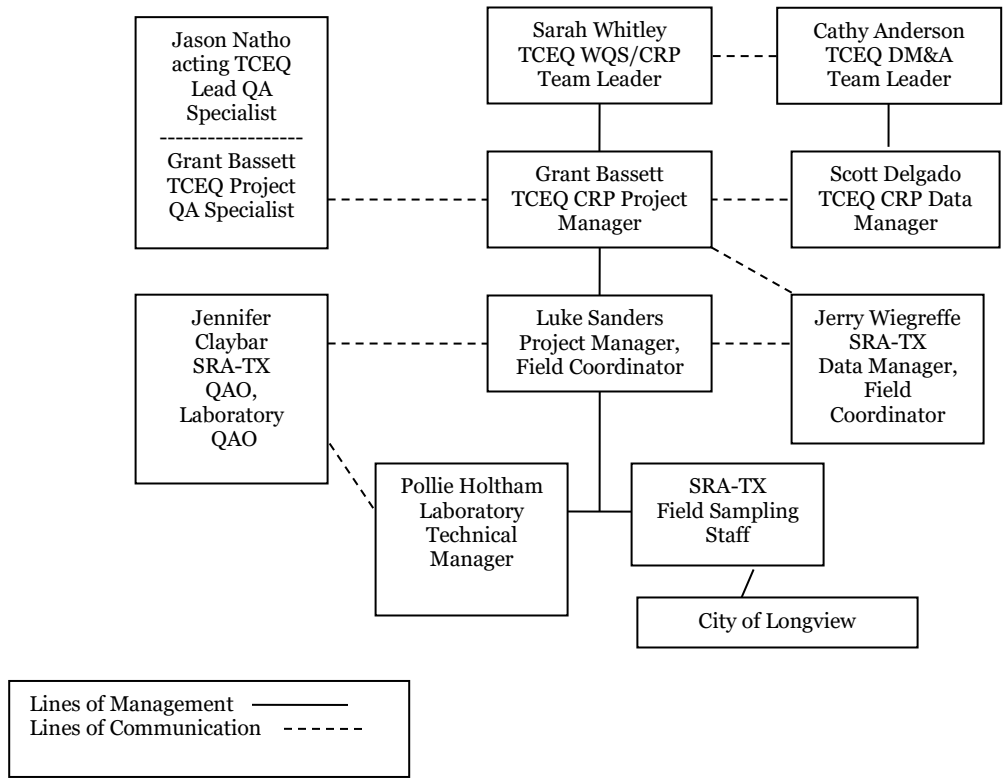 Jason Natho
acting TCEQ
Lead QA
Specialist
--------------------
Grant Bassett
TCEQ Project
QA Specialist
Sarah Whitley
TCEQ WQS/CRP
Team Leader
Cathy Anderson
TCEQ DM&A
Team Leader
Grant Bassett
TCEQ CRP Project
Manager
Scott Delgado
TCEQ CRP Data
Manager
Jennifer
Claybar
SRA-TX
QAO,
Laboratory
QAO
Luke Sanders
Project Manager,
Field Coordinator
Jerry Wiegreffe
SRA-TX
Data Manager,
Field
Coordinator
Pollie Holtham
Laboratory
Technical
Manager
SRA-TX
Field Sampling
Staff
City of Longview
Lines of Management
Lines of Communication